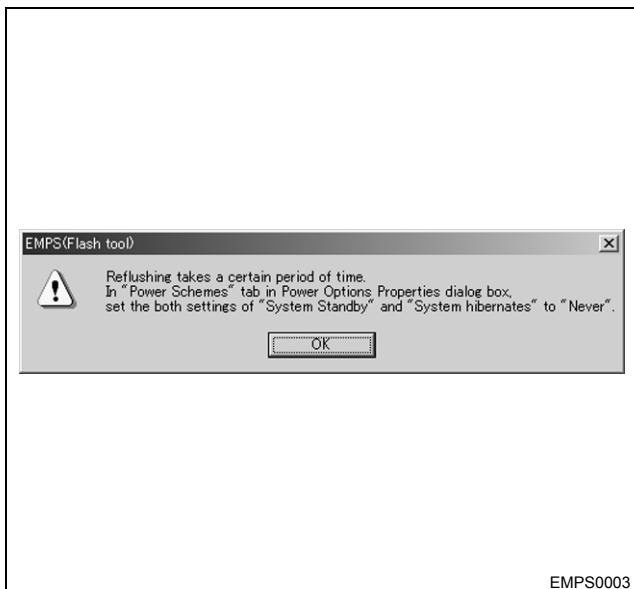 EMPS(Flash tool)
Reflushing takes a certain period of time.
In "Power Schemes" tab in Power Options Properties dialog box,
set the both settings of "System Standby" and "System hibernates" to "Never".
OK
EMPS0003